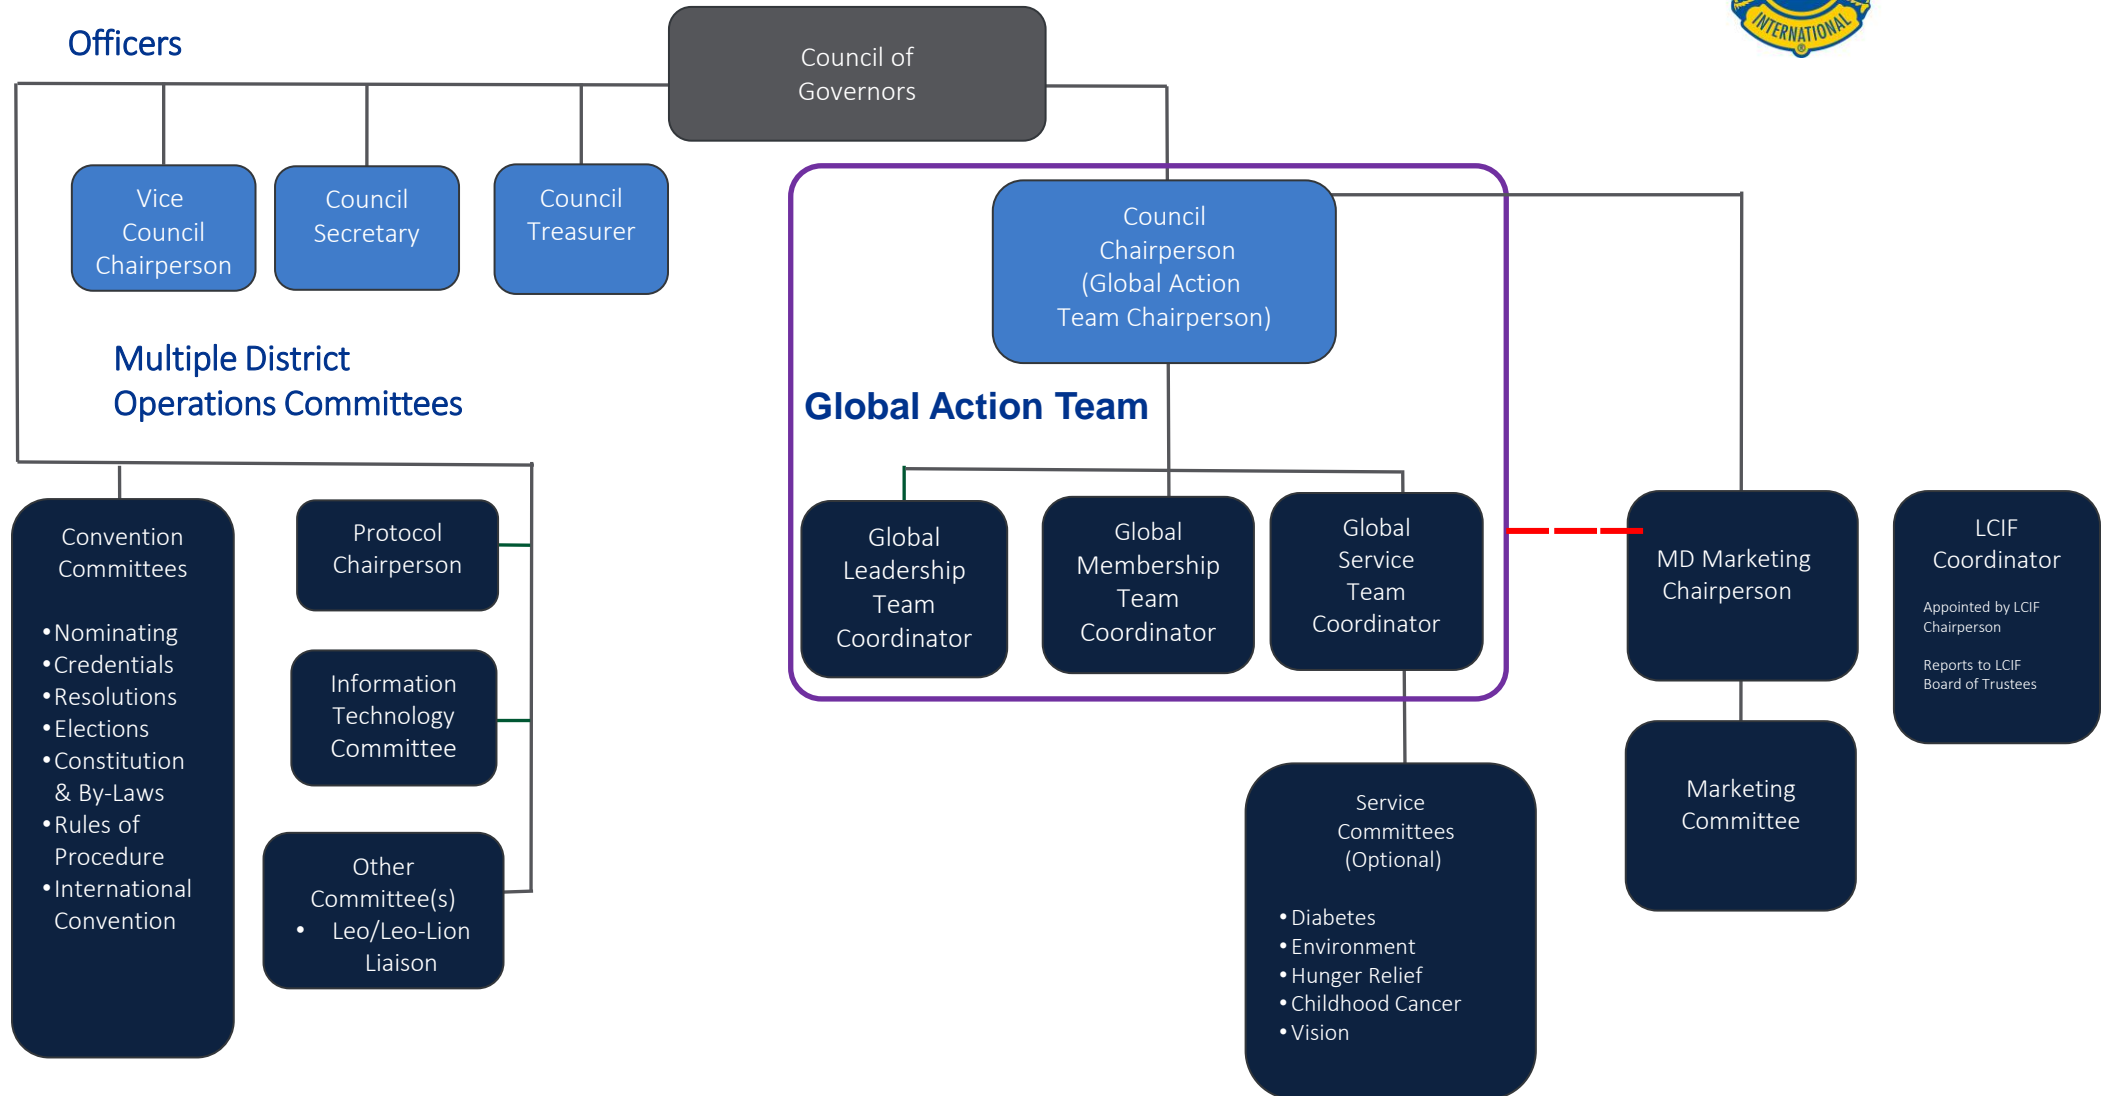 INTERNATIONAL
®
Officers
Council of
Governors
Vice
Council
Chairperson
Council
Secretary
Council
Treasurer
Council
Chairperson
(Global Action
Team Chairperson)
Multiple District
Operations Committees
Global Action Team
Convention
Committees
•Nominating
•Credentials
•Resolutions
•Elections
•Constitution
& By-Laws
•Rules of
Procedure
•International
Convention
Protocol
Chairperson
Information
Technology
Committee
Other
Committee(s)
• Leo/Leo-Lion
Liaison
Global
Leadership
Team
Coordinator
Global
Membership
Team
Coordinator
Global
Service
Team
Coordinator
MD Marketing
Chairperson
LCIF
Coordinator
Appointed by LCIF
Chairperson
Reports to LCIF
Board of Trustees
Service
Committees
(Optional)
•Diabetes
•Environment
•Hunger Relief
•Childhood Cancer
•Vision
Marketing
Committee